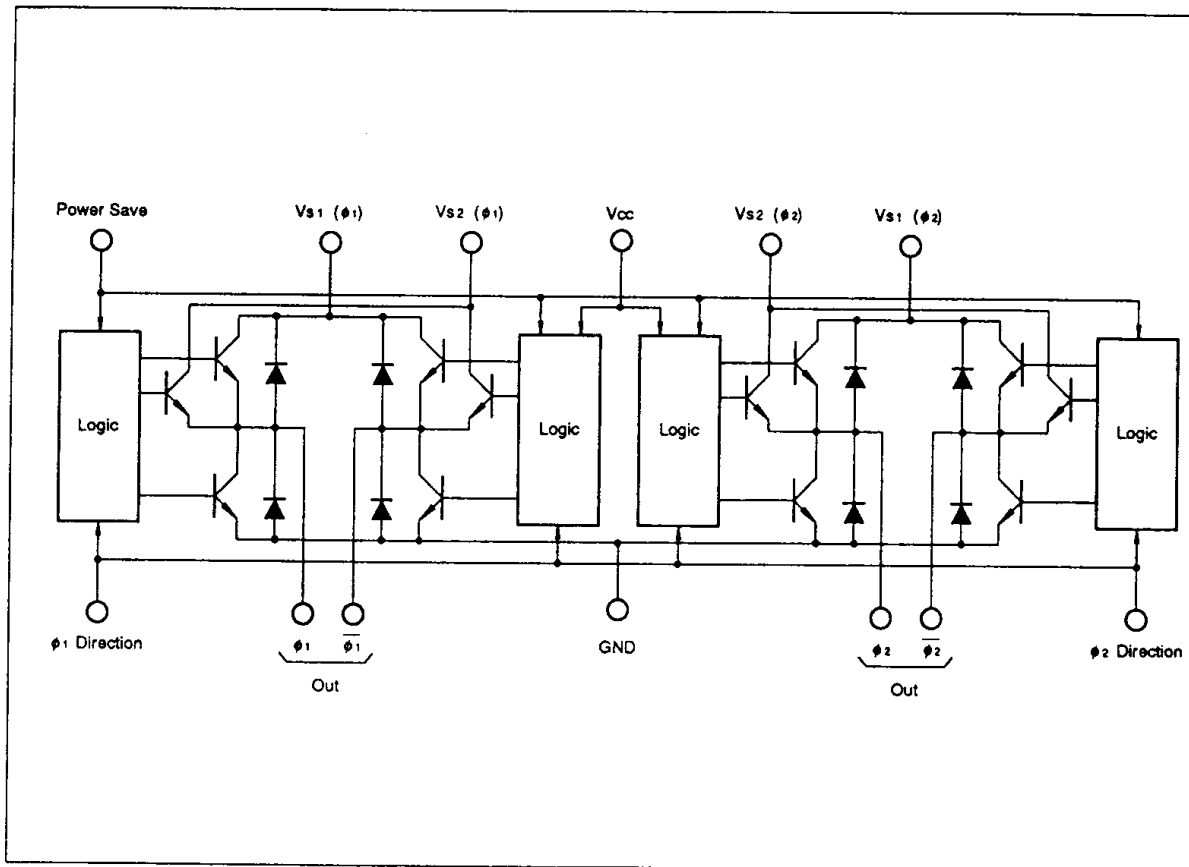 Power Save
Vs1 (φ1)
Vs2 (φ1)
Vcc
Vs2 (φ2)
Vs1 (φ2)
Logic
Logic
Logic
Logic
φ1 Direction
φ1
φ̅1̅
Out
GND
φ2
φ̅2̅
Out
φ2 Direction